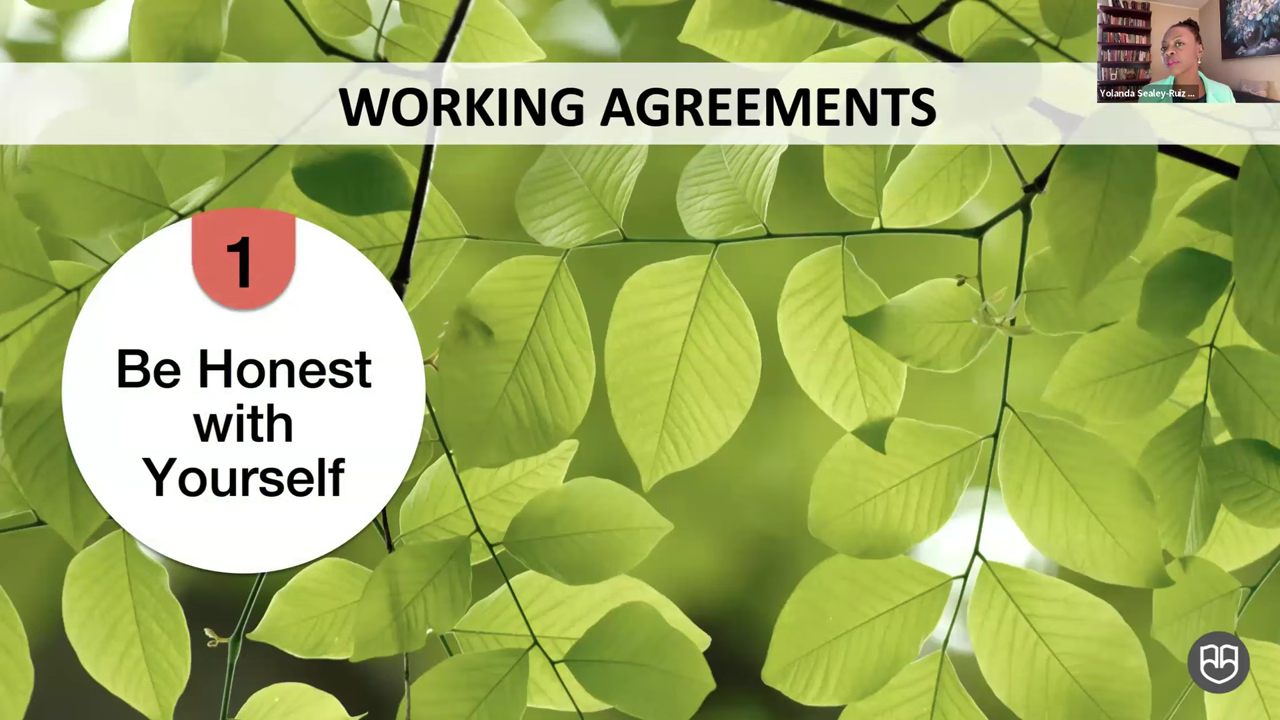 WORKING AGREEMENTS
Yolanda Sealey-Ruiz ...
1
Be Honest
with
Yourself